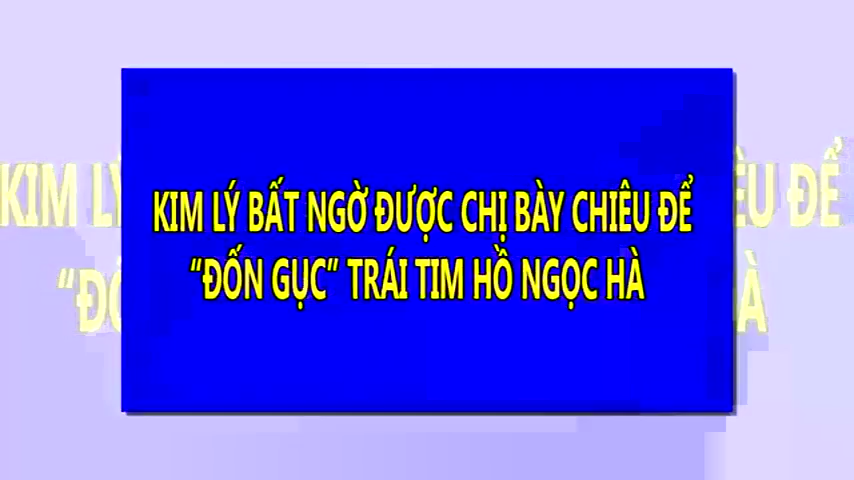 KIM LÝ BẤT NGỜ ĐƯỢC CHỊ BÀY CHIÊU ĐỂ
“ĐỐN GỤC” TRÁI TIM HỒ NGỌC HÀ